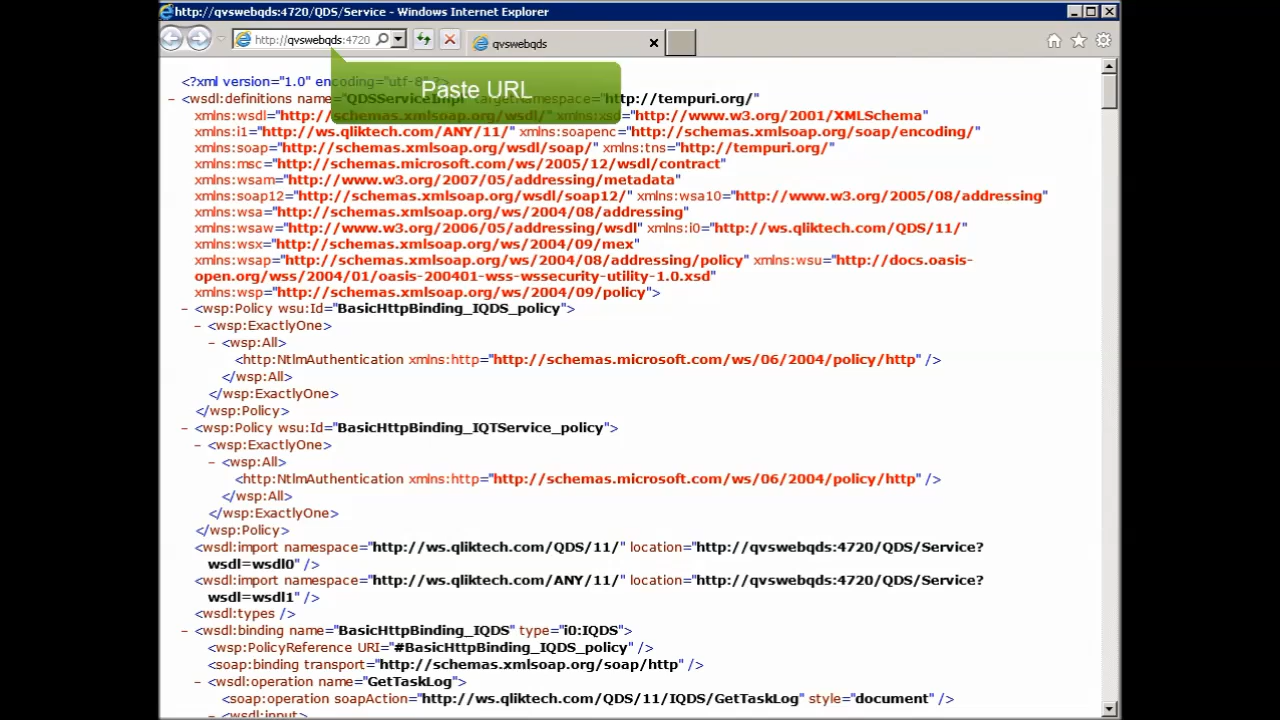 http://qvswebqds:4720/QDS/Service - Windows Internet Explorer
http://qvswebqds:4720
qvswebqds
Paste URL
<?xml version="1.0" encoding="utf-8" ?>
- <wsdl:definitions name="QDSServiceImpl" targetNamespace="http://tempuri.org/"
xmlns:wsdl="http://schemas.xmlsoap.org/wsdl/" xmlns:xsd="http://www.w3.org/2001/XMLSchema"
xmlns:i1="http://ws.qliktech.com/ANY/11/" xmlns:soapenc="http://schemas.xmlsoap.org/soap/encoding/"
xmlns:soap="http://schemas.xmlsoap.org/wsdl/soap/" xmlns:tns="http://tempuri.org/"
xmlns:msc="http://schemas.microsoft.com/ws/2005/12/wsdl/contract"
xmlns:wsam="http://www.w3.org/2007/05/addressing/metadata"
xmlns:soap12="http://schemas.xmlsoap.org/wsdl/soap12/" xmlns:wsa10="http://www.w3.org/2005/08/addressing"
xmlns:wsa="http://schemas.xmlsoap.org/ws/2004/08/addressing"
xmlns:wsaw="http://www.w3.org/2006/05/addressing/wsdl" xmlns:i0="http://ws.qliktech.com/QDS/11/"
xmlns:wsx="http://schemas.xmlsoap.org/ws/2004/09/mex"
xmlns:wsap="http://schemas.xmlsoap.org/ws/2004/08/addressing/policy" xmlns:wsu="http://docs.oasis-
open.org/wss/2004/01/oasis-200401-wss-wssecurity-utility-1.0.xsd"
xmlns:wsp="http://schemas.xmlsoap.org/ws/2004/09/policy">
- <wsp:Policy wsu:Id="BasicHttpBinding_IQDS_policy">
- <wsp:ExactlyOne>
- <wsp:All>
<http:NtlmAuthentication xmlns:http="http://schemas.microsoft.com/ws/06/2004/policy/http" />
</wsp:All>
</wsp:ExactlyOne>
</wsp:Policy>
- <wsp:Policy wsu:Id="BasicHttpBinding_IQTService_policy">
- <wsp:ExactlyOne>
- <wsp:All>
<http:NtlmAuthentication xmlns:http="http://schemas.microsoft.com/ws/06/2004/policy/http" />
</wsp:All>
</wsp:ExactlyOne>
</wsp:Policy>
<wsdl:import namespace="http://ws.qliktech.com/QDS/11/" location="http://qvswebqds:4720/QDS/Service?
wsdl=wsdl0" />
<wsdl:import namespace="http://ws.qliktech.com/ANY/11/" location="http://qvswebqds:4720/QDS/Service?
wsdl=wsdl1" />
<wsdl:types />
- <wsdl:binding name="BasicHttpBinding_IQDS" type="i0:IQDS">
<wsp:PolicyReference URI="#BasicHttpBinding_IQDS_policy" />
<soap:binding transport="http://schemas.xmlsoap.org/soap/http" />
- <wsdl:operation name="GetTaskLog">
<soap:operation soapAction="http://ws.qliktech.com/QDS/11/IQDS/GetTaskLog" style="document" />
- <wsdl:input>